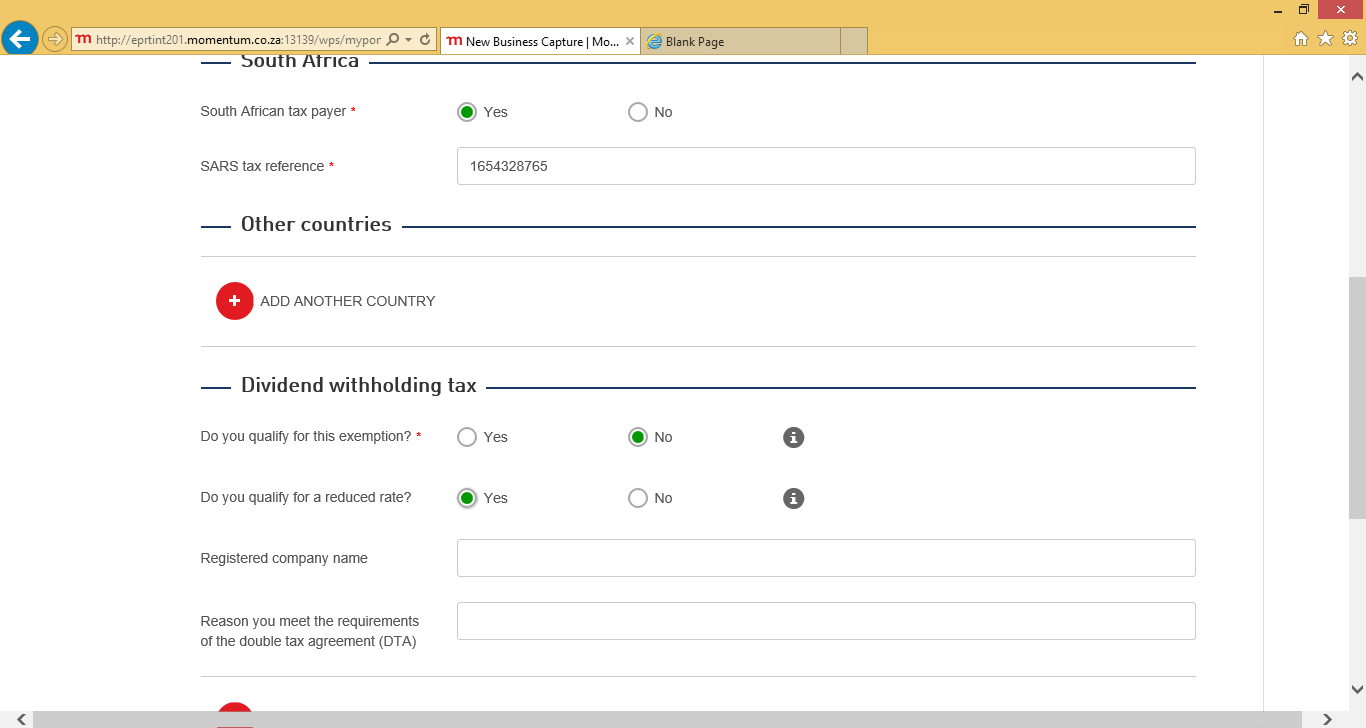 http://eprtint201.momentum.co.za:13139/wps/mypor
m New Business Capture | Mo...
Blank Page
South Africa
South African tax payer *
Yes
No
SARS tax reference *
1654328765
Other countries
+ ADD ANOTHER COUNTRY
Dividend withholding tax
Do you qualify for this exemption? *
Yes
No
Do you qualify for a reduced rate?
Yes
No
Registered company name
Reason you meet the requirements
of the double tax agreement (DTA)